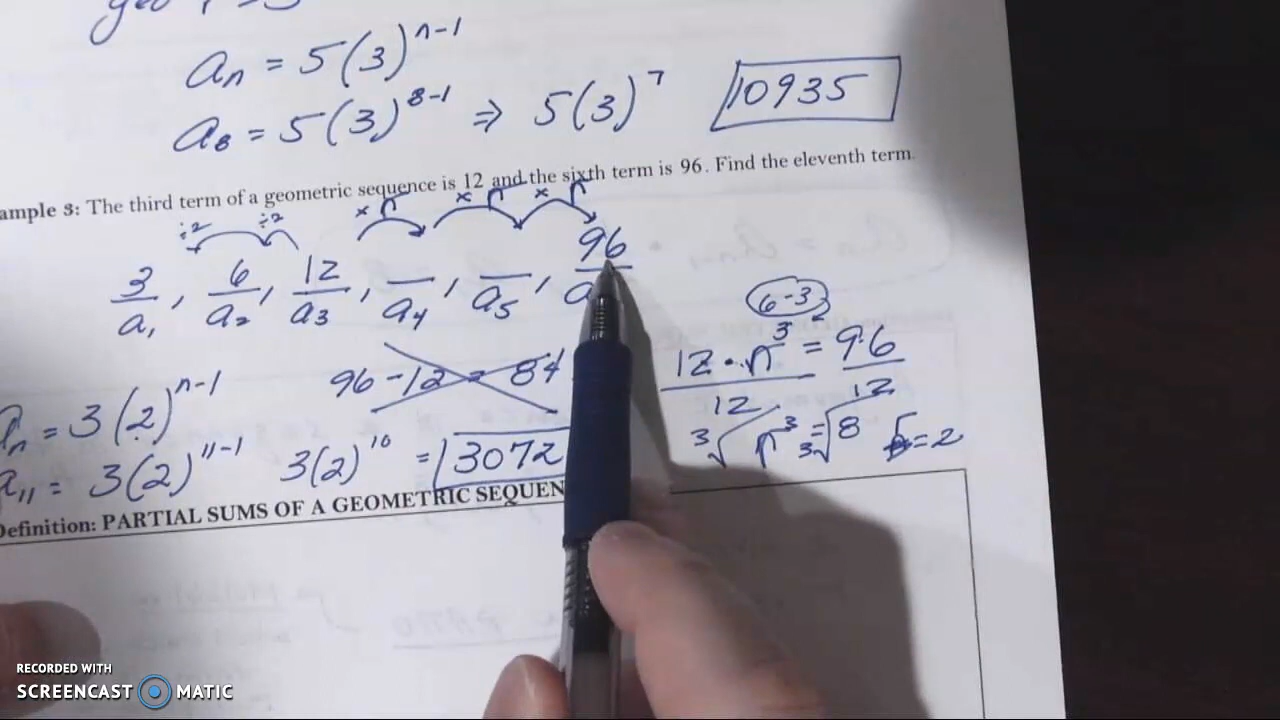 geo
aₙ = 5(3)ⁿ⁻¹
a₈ = 5(3)⁸⁻¹ ⇒ 5(3)⁷ 10935
ample 3: The third term of a geometric sequence is 12 and the sixth term is 96. Find the eleventh term.
÷2 ÷2 × r × r × r
3 , 6 , 12 , __ , __ , 96
a₁ a₂ a₃ a₄ a₅ a
6-3
12 · r³ = 96
12 12
96 - 12 = 84
∛r³ = ∛8 r = 2
aₙ = 3(2)ⁿ⁻¹
a₁₁ = 3(2)¹¹⁻¹ 3(2)¹⁰ = 3072
Definition: PARTIAL SUMS OF A GEOMETRIC SEQUEN
RECORDED WITH
SCREENCAST MATIC